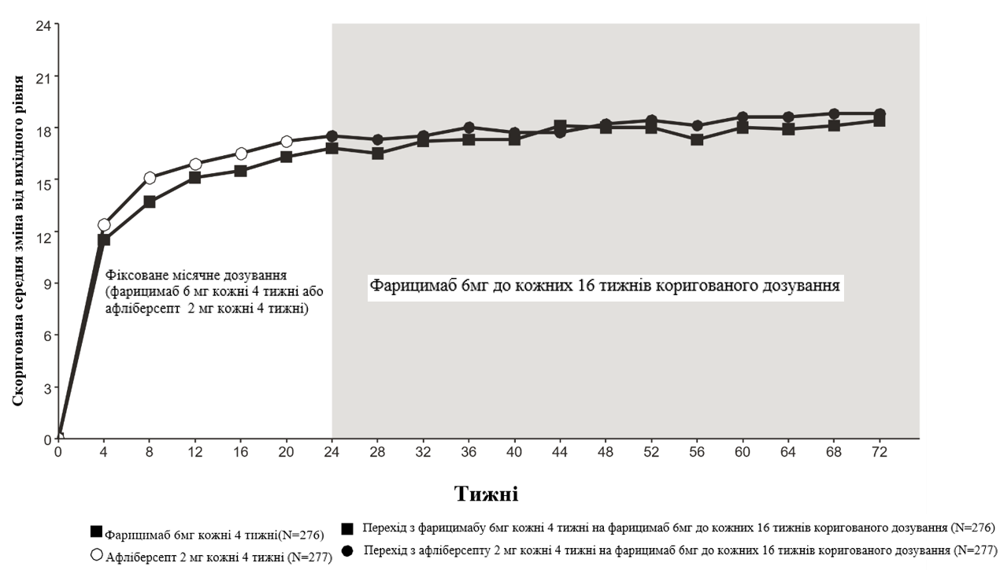 Скоригована середня зміна від вихідного рівня
24
21
18
15
12
9
6
3
0
Фіксоване місячне дозування
(фарицимаб 6 мг кожні 4 тижні або
афліберсепт 2 мг кожні 4 тижні)
Фарицимаб 6мг до кожних 16 тижнів коригованого дозування
0 4 8 12 16 20 24 28 32 36 40 44 48 52 56 60 64 68 72
Тижні
Фарицимаб 6мг кожні 4 тижні(N=276)
Афліберсепт 2 мг кожні 4 тижні (N=277)
Перехід з фарицимабу 6мг кожні 4 тижні на фарицимаб 6мг до кожних 16 тижнів коригованого дозування (N=276)
Перехід з афліберсепту 2 мг кожні 4 тижні на фарицимаб 6мг до кожних 16 тижнів коригованого дозування (N=277)